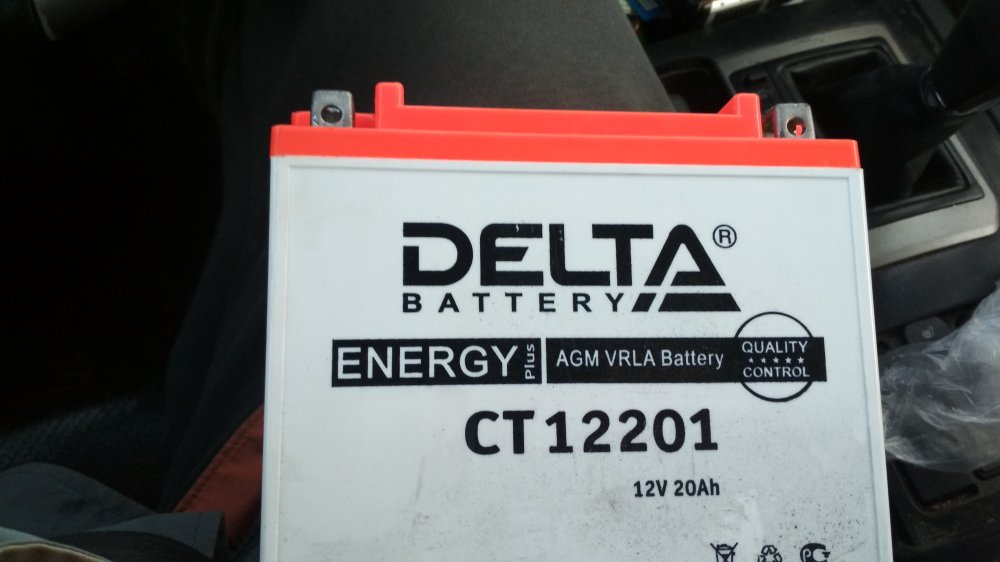 DELTA®
BATTERY
ENERGY Plus AGM VRLA Battery QUALITY
★★★★★
CONTROL
CT 12201
12V 20Ah